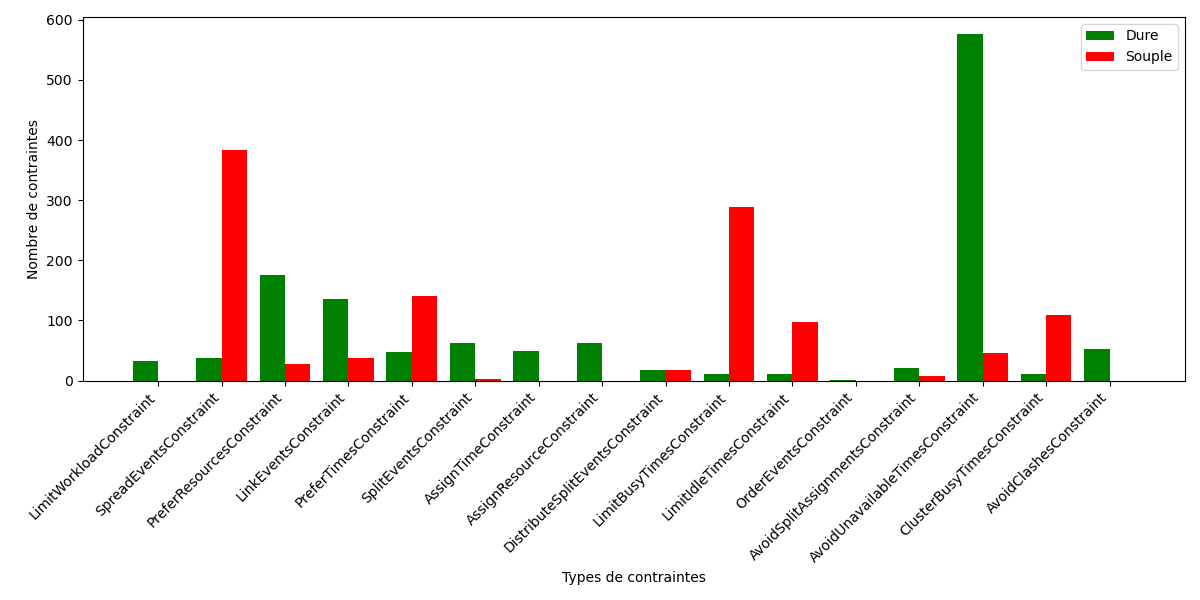 600
500
400
300
200
100
0
Nombre de contraintes
Dure
Souple
LimitWorkloadConstraint
SpreadEventsConstraint
PreferResourcesConstraint
LinkEventsConstraint
PreferTimesConstraint
SplitEventsConstraint
AssignTimeConstraint
AssignResourceConstraint
DistributeSplitEventsConstraint
LimitBusyTimesConstraint
LimitIdleTimesConstraint
OrderEventsConstraint
AvoidSplitAssignmentsConstraint
AvoidUnavailableTimesConstraint
ClusterBusyTimesConstraint
AvoidClashesConstraint
Types de contraintes